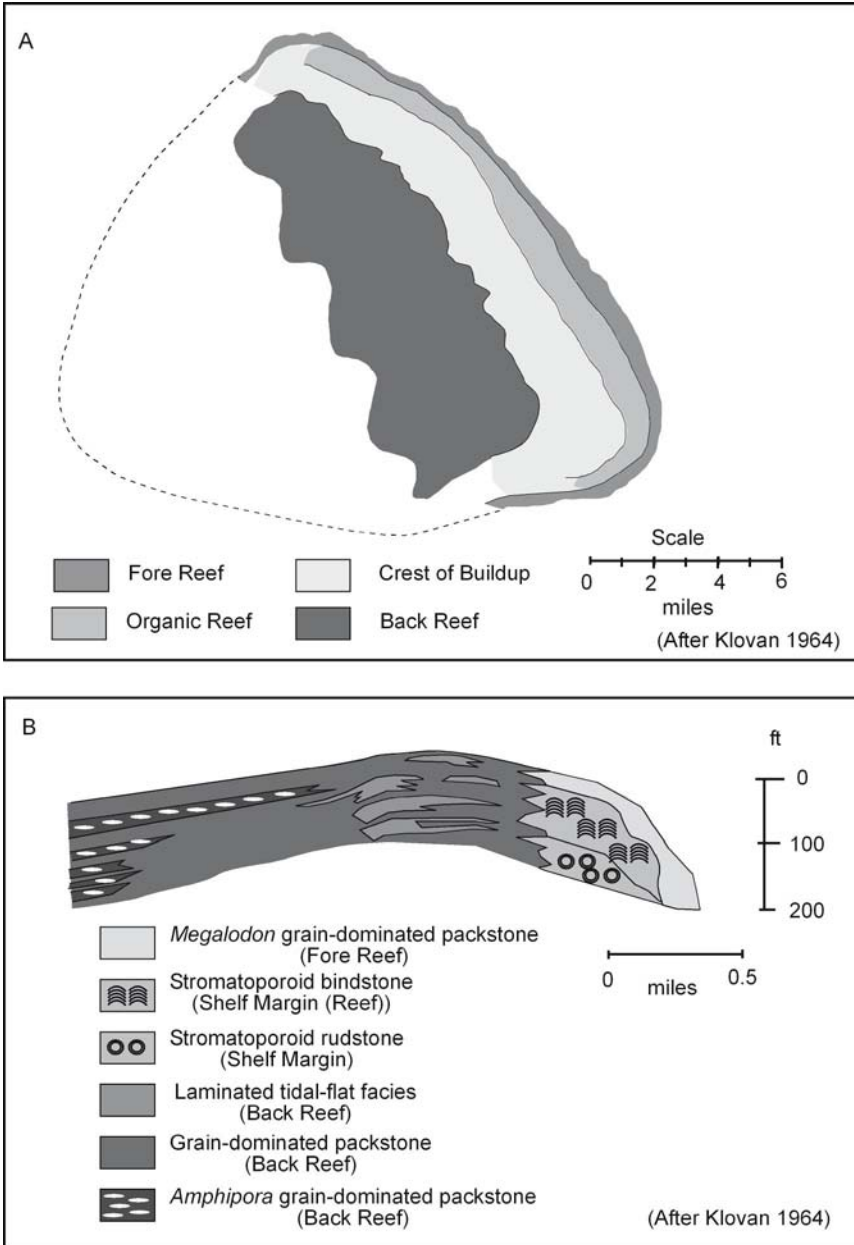 A
Fore Reef
Crest of Buildup
Organic Reef
Back Reef
Scale
0 2 4 6
miles
(After Klovan 1964)
B
ft
0
100
200
Megalodon grain-dominated packstone
(Fore Reef)
Stromatoporoid bindstone
(Shelf Margin (Reef))
Stromatoporoid rudstone
(Shelf Margin)
Laminated tidal-flat facies
(Back Reef)
Grain-dominated packstone
(Back Reef)
Amphipora grain-dominated packstone
(Back Reef)
0 0.5
miles
(After Klovan 1964)